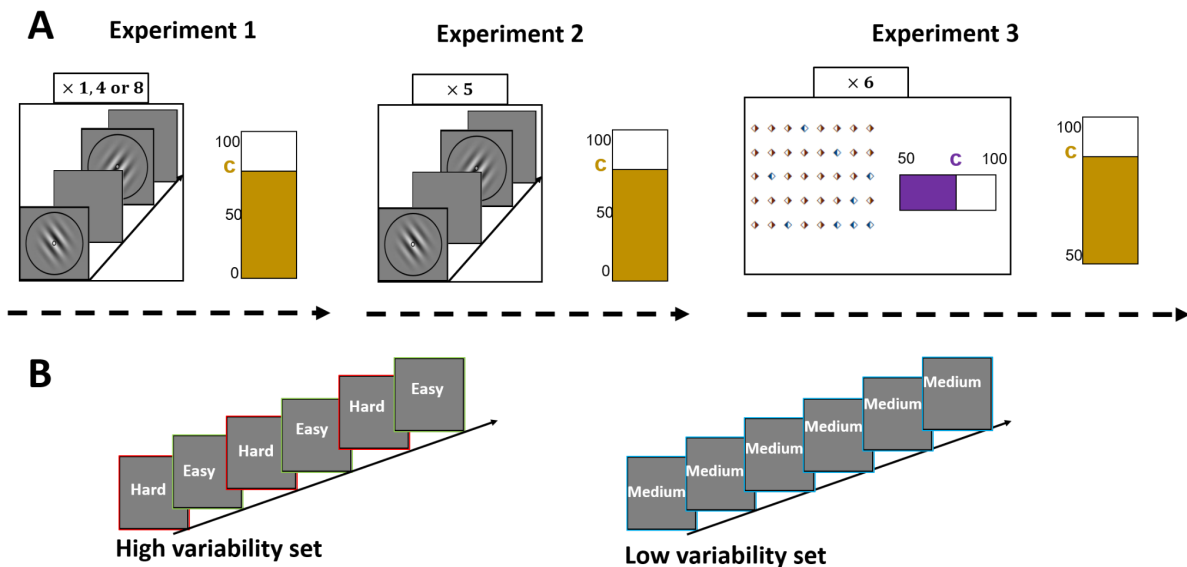 A
Experiment 1
Experiment 2
Experiment 3
× 1, 4 or 8
100
C
50
0
× 5
100
C
50
0
× 6
50 C 100
100
C
50
B
Hard
Easy
Hard
Easy
Hard
Easy
High variability set
Medium
Medium
Medium
Medium
Medium
Medium
Low variability set